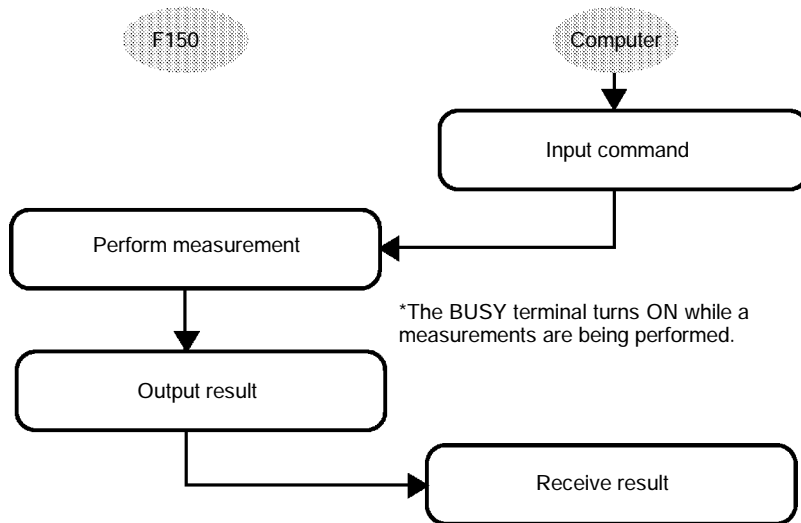 F150
Computer
Input command
Perform measurement
*The BUSY terminal turns ON while a
measurements are being performed.
Output result
Receive result